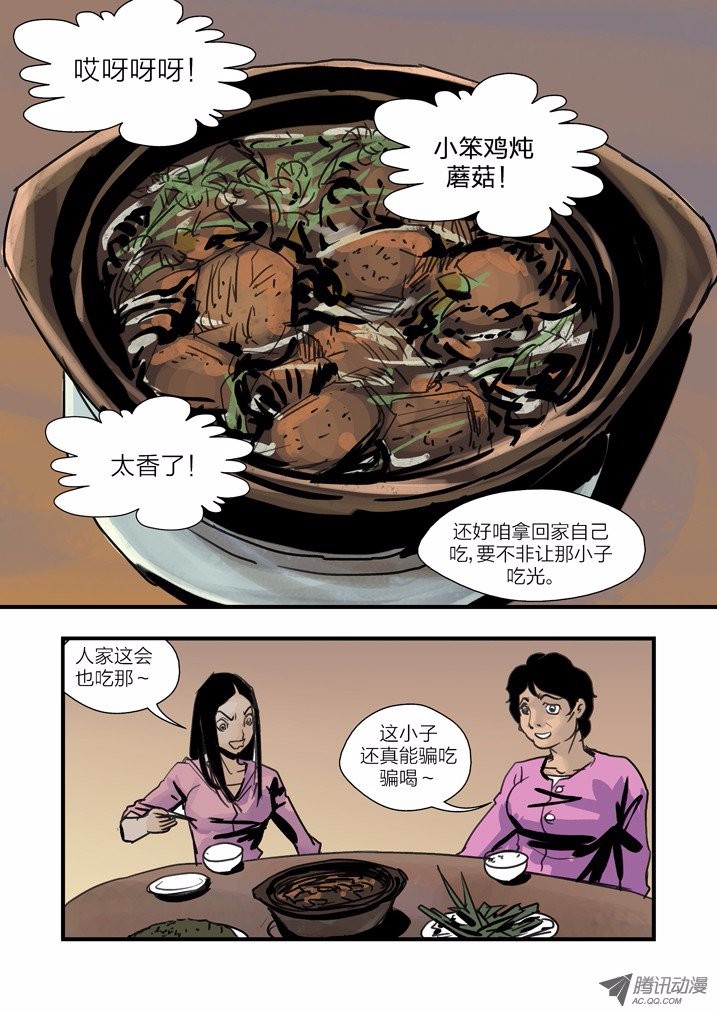 哎呀呀呀！
小笨鸡炖
蘑菇！
太香了！
还好咱拿回家自己
吃，要不非让那小子
吃光。
人家这会
也吃那～
这小子
还真能骗吃
骗喝～
腾讯动漫
AC.QQ.COM